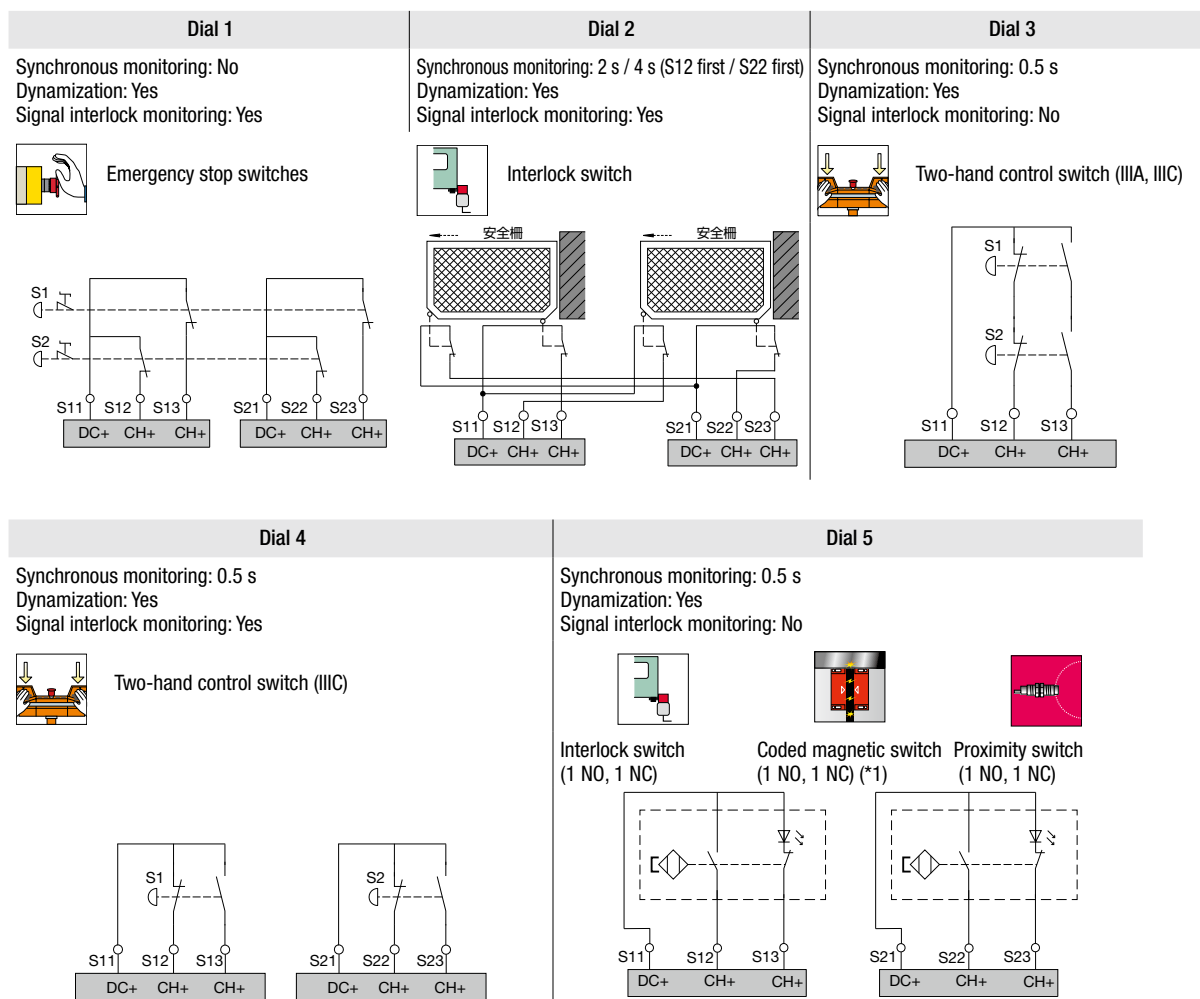 Dial 1
Synchronous monitoring: No
Dynamization: Yes
Signal interlock monitoring: Yes
Emergency stop switches
S1
S2
S11 S12 S13 S21 S22 S23
DC+ CH+ CH+ DC+ CH+ CH+
Dial 2
Synchronous monitoring: 2 s / 4 s (S12 first / S22 first)
Dynamization: Yes
Signal interlock monitoring: Yes
Interlock switch
安全柵 安全柵
S11 S12 S13 S21 S22 S23
DC+ CH+ CH+ DC+ CH+ CH+
Dial 3
Synchronous monitoring: 0.5 s
Dynamization: Yes
Signal interlock monitoring: No
Two-hand control switch (IIIA, IIIC)
S1
S2
S11 S12 S13
DC+ CH+ CH+
Dial 4
Synchronous monitoring: 0.5 s
Dynamization: Yes
Signal interlock monitoring: Yes
Two-hand control switch (IIIC)
S1 S2
S11 S12 S13 S21 S22 S23
DC+ CH+ CH+ DC+ CH+ CH+
Dial 5
Synchronous monitoring: 0.5 s
Dynamization: Yes
Signal interlock monitoring: No
Interlock switch
(1 NO, 1 NC)
Coded magnetic switch
(1 NO, 1 NC) (*1)
Proximity switch
(1 NO, 1 NC)
S11 S12 S13 S21 S22 S23
DC+ CH+ CH+ DC+ CH+ CH+